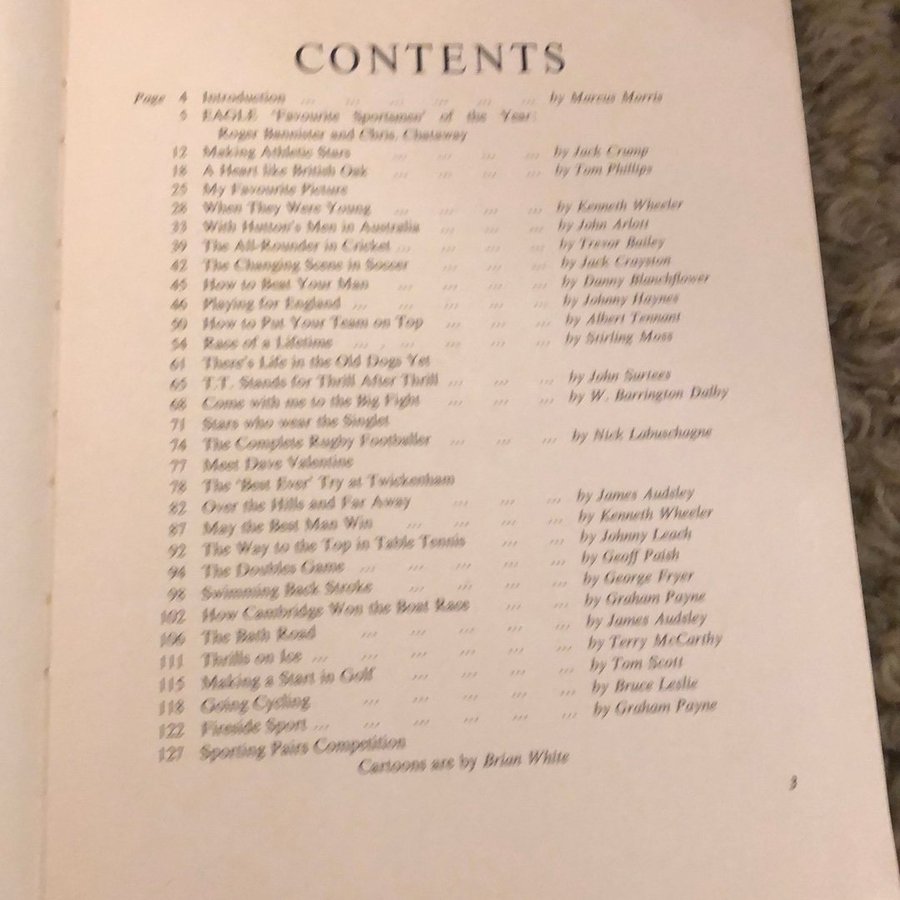 CONTENTS
Page 4 Introduction ... ... ... ... ... ... by Marcus Morris
5 EAGLE 'Favourite Sportsmen' of the Year:
Roger Bannister and Chris. Chataway
12 Making Athletic Stars ... ... ... ... by Jack Crump
18 A Heart like British Oak ... ... ... ... by Tom Phillips
25 My Favourite Picture
28 When They Were Young ... ... ... ... by Kenneth Wheeler
33 With Hutton's Men in Australia ... ... ... by John Arlott
39 The All-Rounder in Cricket ... ... ... ... by Trevor Bailey
42 The Changing Scene in Soccer ... ... ... by Jack Crayston
45 How to Beat Your Man ... ... ... ... by Danny Blanchflower
46 Playing for England ... ... ... ... ... by Johnny Haynes
50 How to Put Your Team on Top ... ... ... by Albert Tennant
54 Race of a Lifetime ... ... ... ... ... by Stirling Moss
61 There's Life in the Old Dogs Yet
65 T.T. Stands for Thrill After Thrill ... ... ... by John Surtees
68 Come with me to the Big Fight ... ... ... by W. Barrington Dalby
71 Stars who wear the Singlet
74 The Complete Rugby Footballer ... ... ... by Nick Labuschagne
77 Meet Dave Valentine
78 The 'Best Ever' Try at Twickenham
82 Over the Hills and Far Away ... ... ... by James Audsley
87 May the Best Man Win ... ... ... ... by Kenneth Wheeler
92 The Way to the Top in Table Tennis ... ... by Johnny Leach
94 The Doubles Game ... ... ... ... ... by Geoff Paish
98 Swimming Back Stroke ... ... ... ... by George Fryer
102 How Cambridge Won the Boat Race ... ... by Graham Payne
106 The Bath Road ... ... ... ... ... by James Audsley
111 Thrills on Ice ... ... ... ... ... ... by Terry McCarthy
115 Making a Start in Golf ... ... ... ... by Tom Scott
118 Going Cycling ... ... ... ... ... by Bruce Leslie
122 Fireside Sport ... ... ... ... ... ... by Graham Payne
127 Sporting Pairs Competition
Cartoons are by Brian White
3